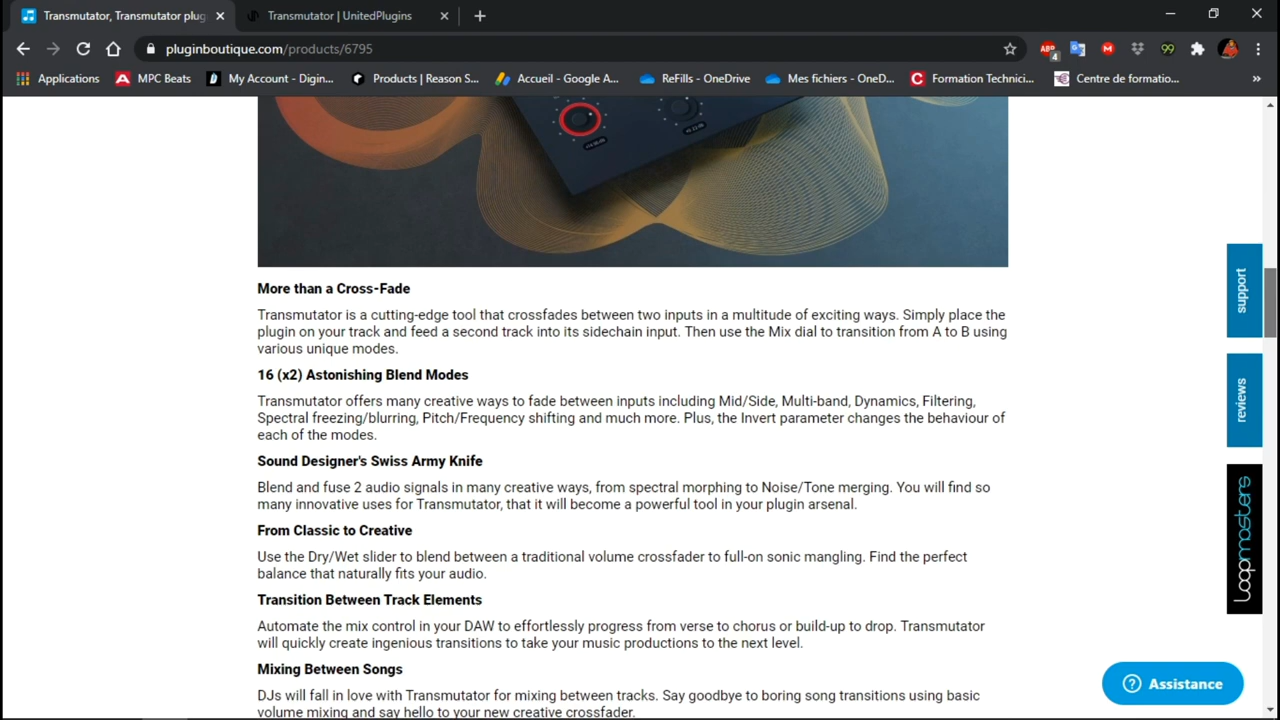 Transmutator, Transmutator plug
Transmutator | UnitedPlugins
pluginboutique.com/products/6795
4
99
Applications
MPC Beats
My Account - Digin...
Products | Reason S...
Accueil - Google A...
ReFills - OneDrive
Mes fichiers - OneD...
Formation Technici...
Centre de formatio...
More than a Cross-Fade
Transmutator is a cutting-edge tool that crossfades between two inputs in a multitude of exciting ways. Simply place the
plugin on your track and feed a second track into its sidechain input. Then use the Mix dial to transition from A to B using
various unique modes.
16 (x2) Astonishing Blend Modes
Transmutator offers many creative ways to fade between inputs including Mid/Side, Multi-band, Dynamics, Filtering,
Spectral freezing/blurring, Pitch/Frequency shifting and much more. Plus, the Invert parameter changes the behaviour of
each of the modes.
Sound Designer's Swiss Army Knife
Blend and fuse 2 audio signals in many creative ways, from spectral morphing to Noise/Tone merging. You will find so
many innovative uses for Transmutator, that it will become a powerful tool in your plugin arsenal.
From Classic to Creative
Use the Dry/Wet slider to blend between a traditional volume crossfader to full-on sonic mangling. Find the perfect
balance that naturally fits your audio.
Transition Between Track Elements
Automate the mix control in your DAW to effortlessly progress from verse to chorus or build-up to drop. Transmutator
will quickly create ingenious transitions to take your music productions to the next level.
Mixing Between Songs
DJs will fall in love with Transmutator for mixing between tracks. Say goodbye to boring song transitions using basic
volume mixing and say hello to your new creative crossfader.
support
reviews
loopmasters
Assistance